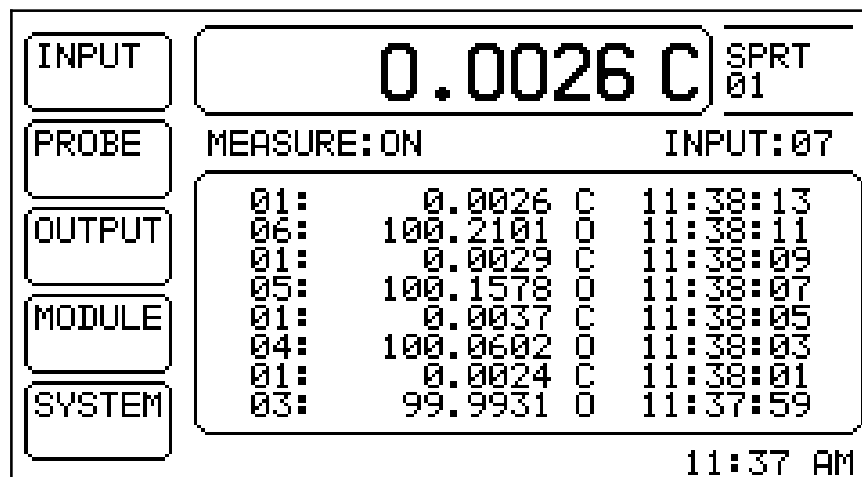 INPUT
PROBE
OUTPUT
MODULE
SYSTEM
0.0026 C
SPRT
01
MEASURE:ON INPUT:07
01: 0.0026 C 11:38:13
06: 100.2101 O 11:38:11
01: 0.0029 C 11:38:09
05: 100.1578 O 11:38:07
01: 0.0037 C 11:38:05
04: 100.0602 O 11:38:03
01: 0.0024 C 11:38:01
03: 99.9931 O 11:37:59
11:37 AM